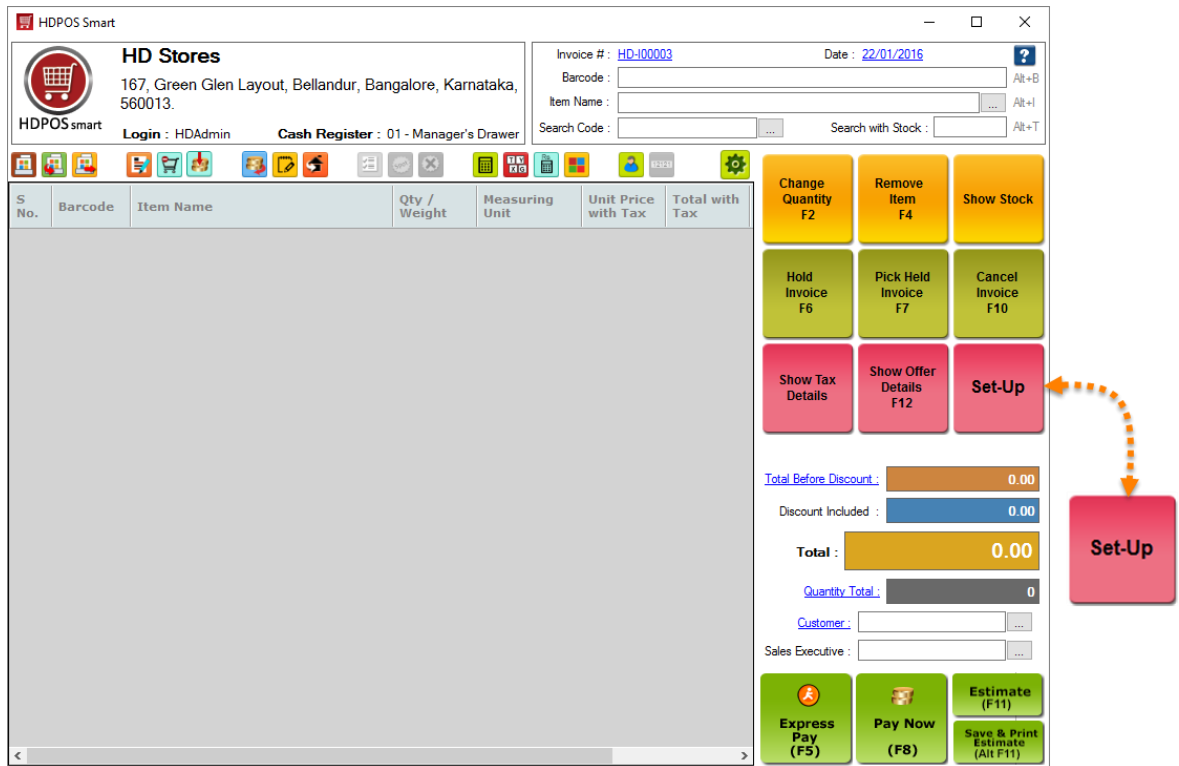 HDPOS Smart
HD Stores
167, Green Glen Layout, Bellandur, Bangalore, Karnataka,
560013.
HDPOS smart
Login : HDAdmin Cash Register : 01 - Manager's Drawer
Invoice # : HD-I00003 Date : 22/01/2016 ?
Barcode : Alt+B
Item Name : ... Alt+I
Search Code : ... Search with Stock : Alt+T
S
No.
Barcode
Item Name
Qty /
Weight
Measuring
Unit
Unit Price
with Tax
Total with
Tax
Change
Quantity
F2
Remove
Item
F4
Show Stock
Hold
Invoice
F6
Pick Held
Invoice
F7
Cancel
Invoice
F10
Show Tax
Details
Show Offer
Details
F12
Set-Up
Total Before Discount : 0.00
Discount Included : 0.00
Total : 0.00
Quantity Total : 0
Customer : ...
Sales Executive : ...
Set-Up
Express
Pay
(F5)
Pay Now
(F8)
Estimate
(F11)
Save & Print
Estimate
(Alt F11)